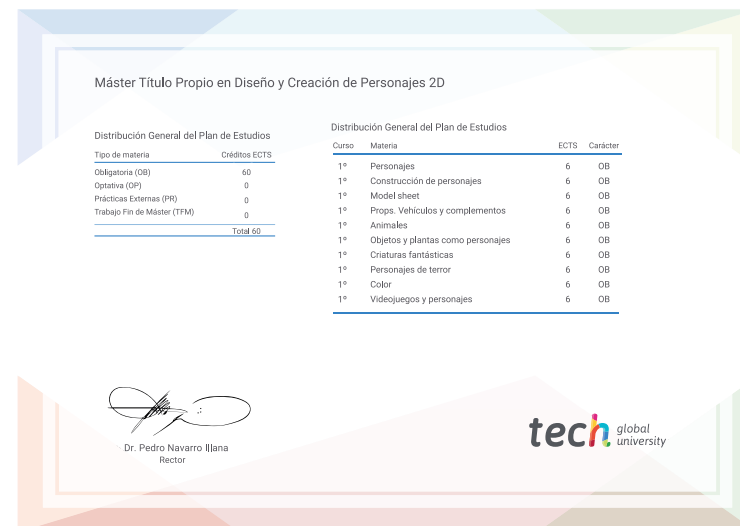 Máster Título Propio en Diseño y Creación de Personajes 2D
Distribución General del Plan de Estudios
Tipo de materia Créditos ECTS
Obligatoria (OB) 60
Optativa (OP) 0
Prácticas Externas (PR) 0
Trabajo Fin de Máster (TFM) 0
Total 60
Distribución General del Plan de Estudios
Curso Materia ECTS Carácter
1º Personajes 6 OB
1º Construcción de personajes 6 OB
1º Model sheet 6 OB
1º Props. Vehículos y complementos 6 OB
1º Animales 6 OB
1º Objetos y plantas como personajes 6 OB
1º Criaturas fantásticas 6 OB
1º Personajes de terror 6 OB
1º Color 6 OB
1º Videojuegos y personajes 6 OB
Dr. Pedro Navarro Illana
Rector
tech global
university